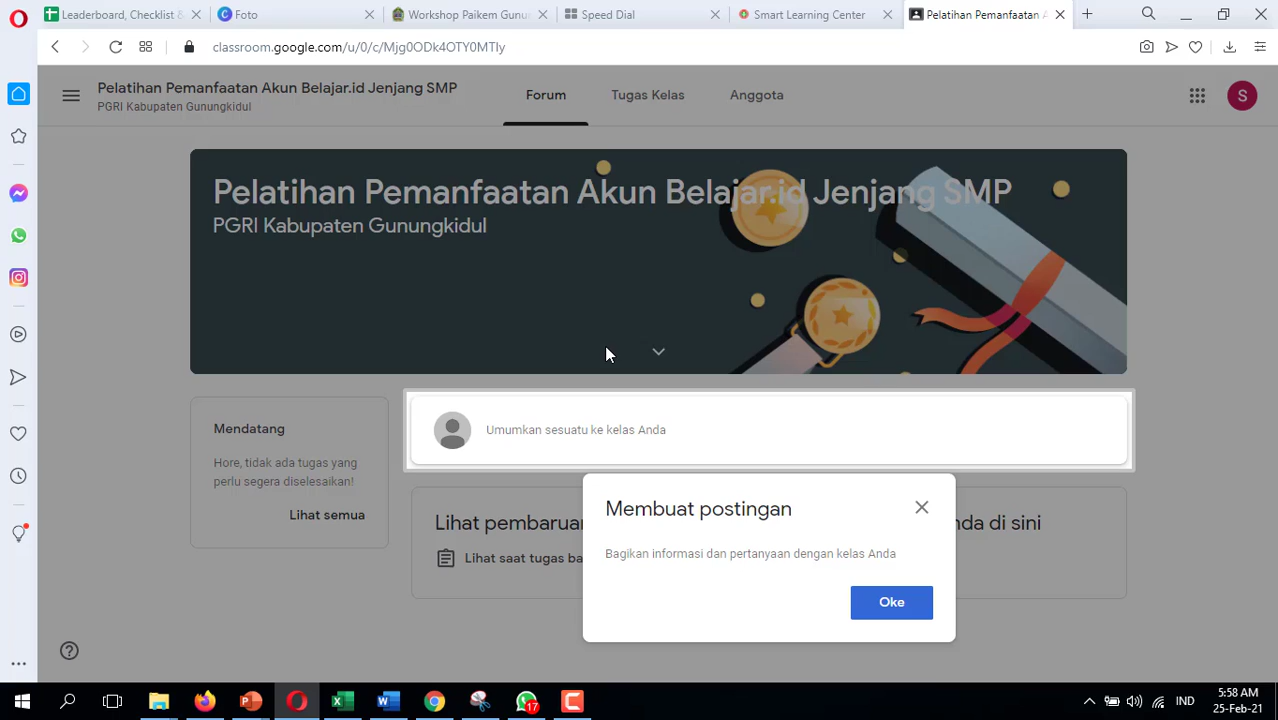 Leaderboard, Checklist &
Foto
Workshop Paikem Gunu
Speed Dial
Smart Learning Center
Pelatihan Pemanfaatan A
classroom.google.com/u/0/c/Mjg0ODk4OTY0MTIy
Pelatihan Pemanfaatan Akun Belajar.id Jenjang SMP
PGRI Kabupaten Gunungkidul
Forum
Tugas Kelas
Anggota
S
Pelatihan Pemanfaatan Akun Belajar.id Jenjang SMP
PGRI Kabupaten Gunungkidul
Mendatang
Hore, tidak ada tugas yang
perlu segera diselesaikan!
Lihat semua
Umumkan sesuatu ke kelas Anda
Lihat pembaruan
nda di sini
Lihat saat tugas ba
Membuat postingan
Bagikan informasi dan pertanyaan dengan kelas Anda
Oke
17
IND
5:58 AM
25-Feb-21